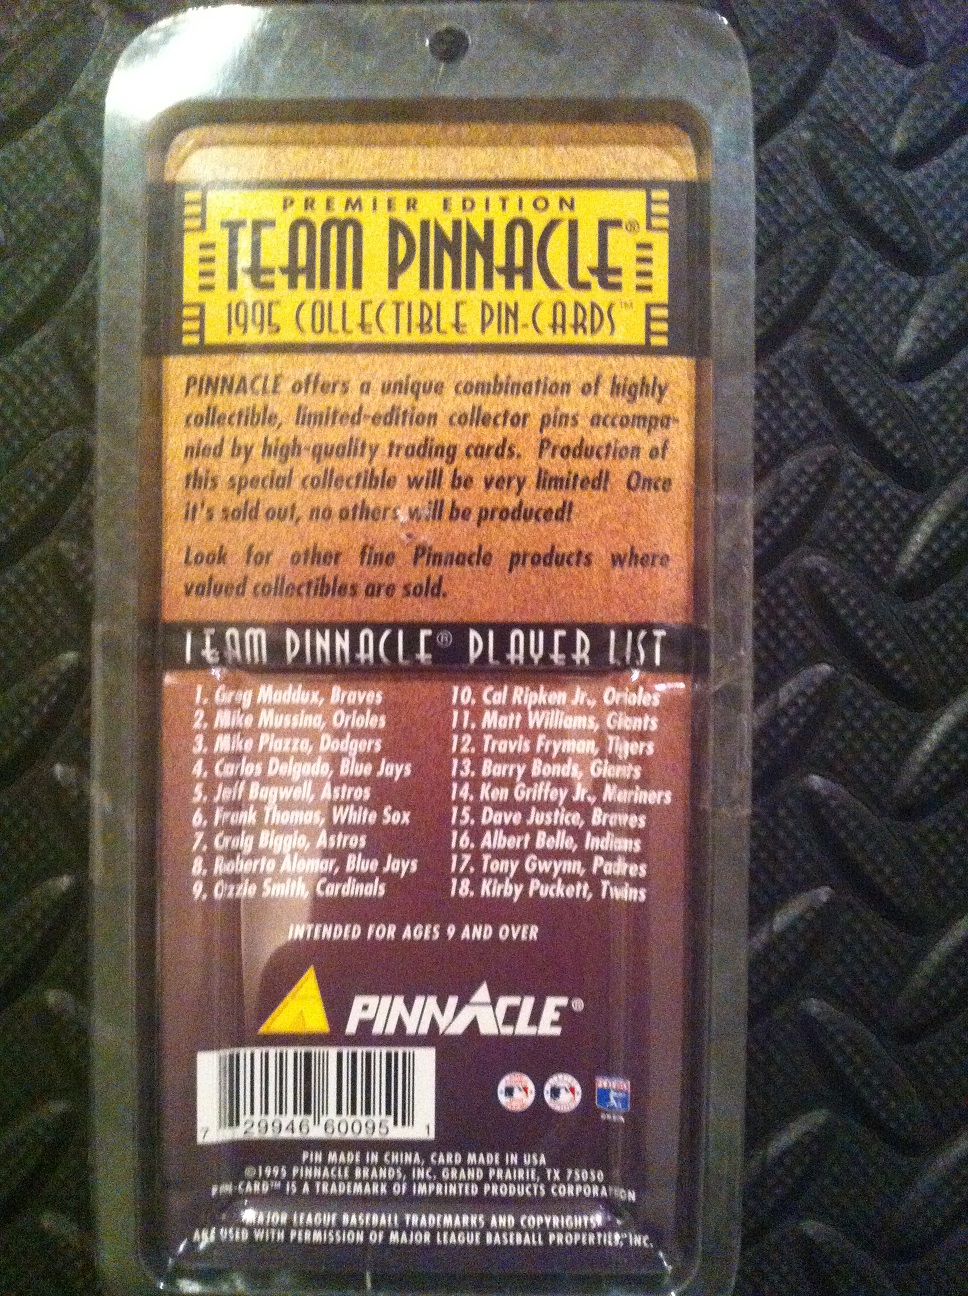 PREMIER EDITION
TEAM PINNACLE®
1995 COLLECTIBLE PIN-CARDS™
PINNACLE offers a unique combination of highly
collectible, limited-edition collector pins accompa-
nied by high-quality trading cards. Production of
this special collectible will be very limited! Once
it's sold out, no others will be produced!
Look for other fine Pinnacle products where
valued collectibles are sold.
TEAM PINNACLE® PLAYER LIST
1. Greg Maddux, Braves
2. Mike Mussina, Orioles
3. Mike Piazza, Dodgers
4. Carlos Delgado, Blue Jays
5. Jeff Bagwell, Astros
6. Frank Thomas, White Sox
7. Craig Biggio, Astros
8. Roberto Alomar, Blue Jays
9. Ozzie Smith, Cardinals
10. Cal Ripken Jr., Orioles
11. Matt Williams, Giants
12. Travis Fryman, Tigers
13. Barry Bonds, Giants
14. Ken Griffey Jr., Mariners
15. Dave Justice, Braves
16. Albert Belle, Indians
17. Tony Gwynn, Padres
18. Kirby Puckett, Twins
INTENDED FOR AGES 9 AND OVER
PINNACLE®
7 29946 60095 1
PIN MADE IN CHINA, CARD MADE IN USA
©1995 PINNACLE BRANDS, INC. GRAND PRAIRIE, TX 75050
PIN-CARD™ IS A TRADEMARK OF IMPRINTED PRODUCTS CORPORATION
MAJOR LEAGUE BASEBALL TRADEMARKS AND COPYRIGHTS
ARE USED WITH PERMISSION OF MAJOR LEAGUE BASEBALL PROPERTIES, INC.